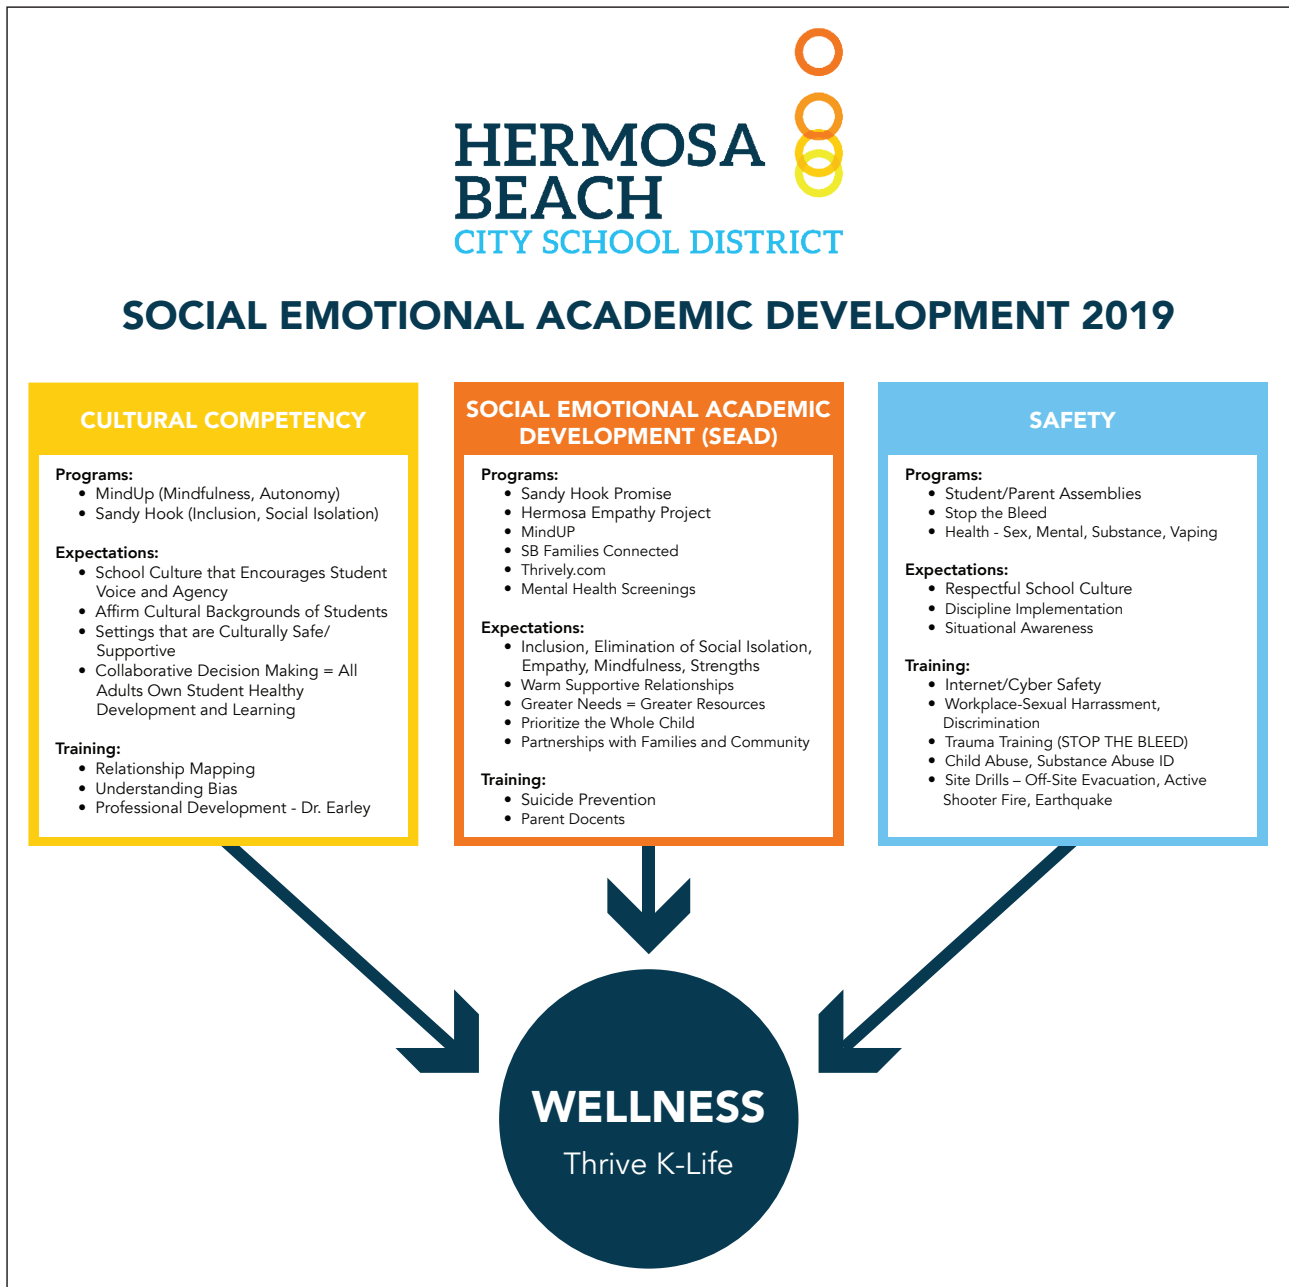 HERMOSA
BEACH
CITY SCHOOL DISTRICT
SOCIAL EMOTIONAL ACADEMIC DEVELOPMENT 2019
CULTURAL COMPETENCY
Programs:
• MindUp (Mindfulness, Autonomy)
• Sandy Hook (Inclusion, Social Isolation)
Expectations:
• School Culture that Encourages Student
Voice and Agency
• Affirm Cultural Backgrounds of Students
• Settings that are Culturally Safe/
Supportive
• Collaborative Decision Making = All
Adults Own Student Healthy
Development and Learning
Training:
• Relationship Mapping
• Understanding Bias
• Professional Development - Dr. Earley
SOCIAL EMOTIONAL ACADEMIC
DEVELOPMENT (SEAD)
Programs:
• Sandy Hook Promise
• Hermosa Empathy Project
• MindUP
• SB Families Connected
• Thrively.com
• Mental Health Screenings
Expectations:
• Inclusion, Elimination of Social Isolation,
Empathy, Mindfulness, Strengths
• Warm Supportive Relationships
• Greater Needs = Greater Resources
• Prioritize the Whole Child
• Partnerships with Families and Community
Training:
• Suicide Prevention
• Parent Docents
SAFETY
Programs:
• Student/Parent Assemblies
• Stop the Bleed
• Health - Sex, Mental, Substance, Vaping
Expectations:
• Respectful School Culture
• Discipline Implementation
• Situational Awareness
Training:
• Internet/Cyber Safety
• Workplace-Sexual Harrassment,
Discrimination
• Trauma Training (STOP THE BLEED)
• Child Abuse, Substance Abuse ID
• Site Drills – Off-Site Evacuation, Active
Shooter Fire, Earthquake
WELLNESS
Thrive K-Life